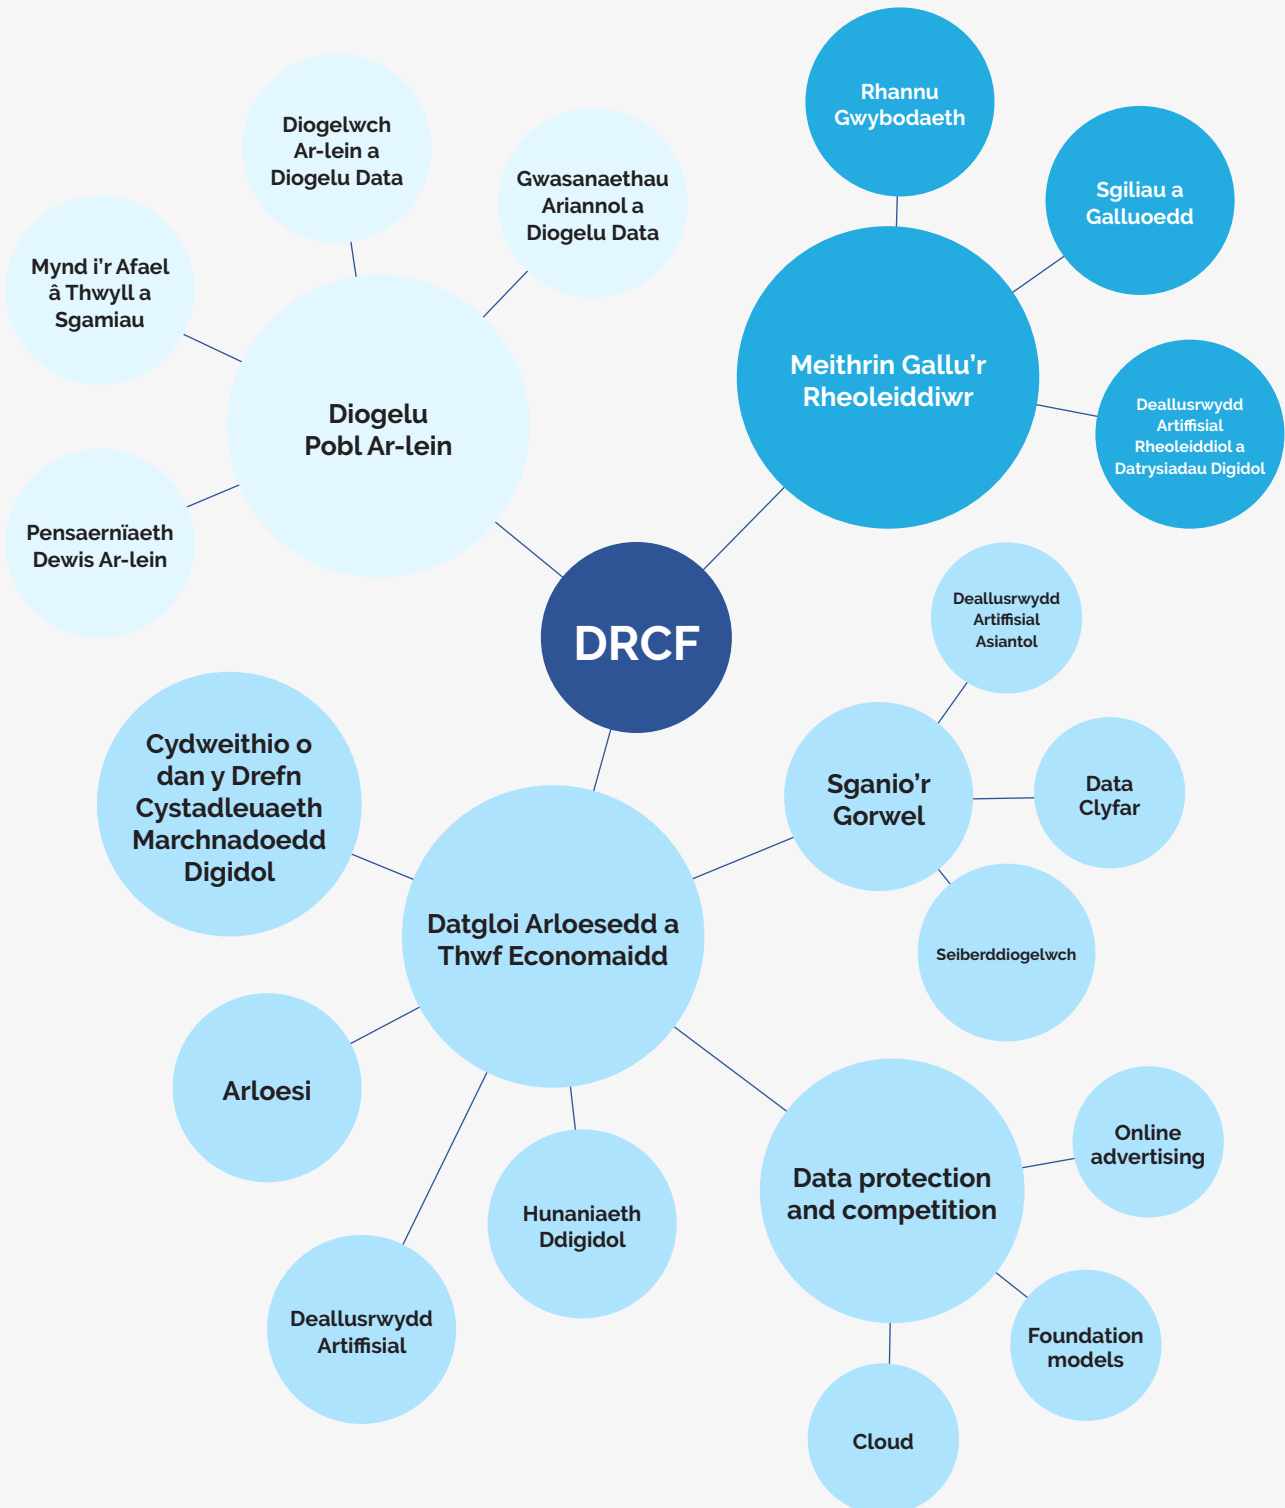 Rhannu
Gwybodaeth
Diogelwch
Ar-lein a
Diogelu Data
Gwasanaethau
Ariannol a
Diogelu Data
Sgiliau a
Galluoedd
Mynd i’r Afael
â Thwyll a
Sgamiau
Meithrin Gallu’r
Rheoleiddiwr
Diogelu
Pobl Ar-lein
Deallusrwydd
Artiffisial
Rheoleiddiol a
Datrysiadau Digidol
Pensaernïaeth
Dewis Ar-lein
DRCF
Deallusrwydd
Artiffisial
Asiantol
Cydweithio o
dan y Drefn
Cystadleuaeth
Marchnadoedd
Digidol
Sganio’r
Gorwel
Data
Clyfar
Datgloi Arloesedd a
Thwf Economaidd
Seiberddiogelwch
Arloesi
Online
advertising
Data protection
and competition
Hunaniaeth
Ddigidol
Deallusrwydd
Artiffisial
Foundation
models
Cloud